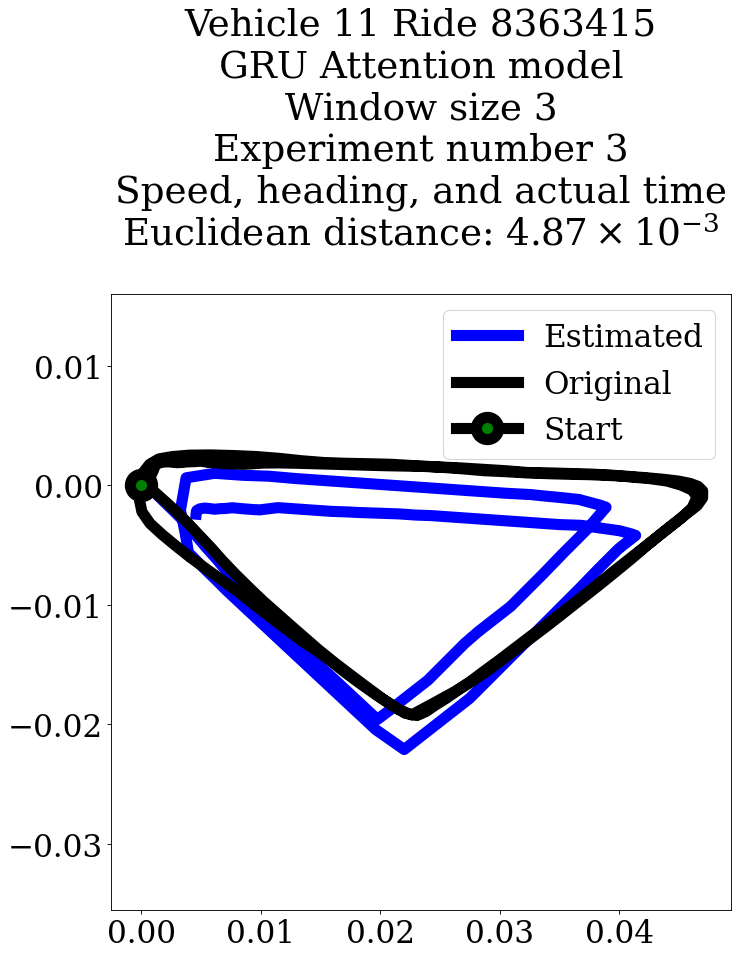 Vehicle 11 Ride 8363415
GRU Attention model
Window size 3
Experiment number 3
Speed, heading, and actual time
Euclidean distance: 4.87 × 10⁻³
Estimated
Original
Start
0.01
0.00
−0.01
−0.02
−0.03
0.00 0.01 0.02 0.03 0.04